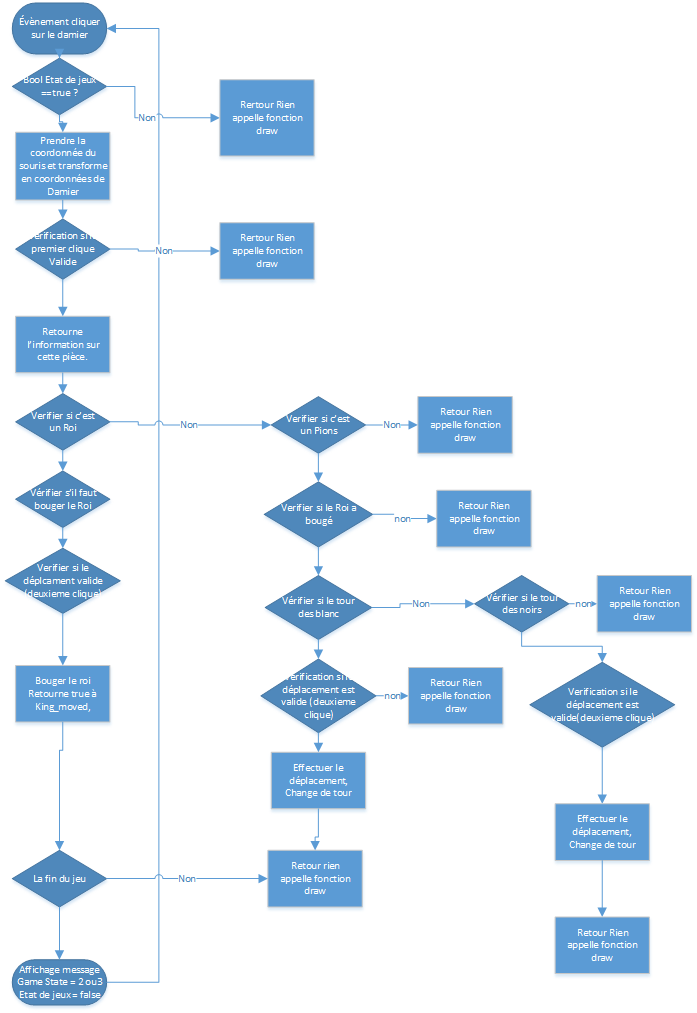 Évènement cliquer
sur le damier
Bool Etat de jeux
==true ?
Non
Rertour Rien
appelle fonction
draw
Prendre la
coordonnée du
souris et transforme
en coordonnées de
Damier
Verification si le
premier clique
Valide
Non
Rertour Rien
appelle fonction
draw
Retourne
l'information sur
cette pièce.
Verifier si c'est
un Roi
Non
Verifier si c'est
un Pions
Non
Retour Rien
appelle fonction
draw
Vérifier s'il faut
bouger le Roi
Verifier si le Roi a
bougé
non
Retour Rien
appelle fonction
draw
Verifier si le
déplcament valide
(deuxieme clique)
Vérifier si le tour
des blanc
Non
Vérifier si le tour
des noirs
non
Retour Rien
appelle fonction
draw
Bouger le roi
Retourne true à
King_moved,
Verification si le
déplacement est
valide (deuxieme
clique)
non
Retour Rien
appelle fonction
draw
Verification si le
déplacement est
valide(deuxieme clique)
Effectuer le
déplacement,
Change de tour
Effectuer le
déplacement,
Change de tour
La fin du jeu
Non
Retour rien
appelle fonction
draw
Retour Rien
appelle fonction
draw
Affichage message
Game State = 2 ou3
Etat de jeux = false